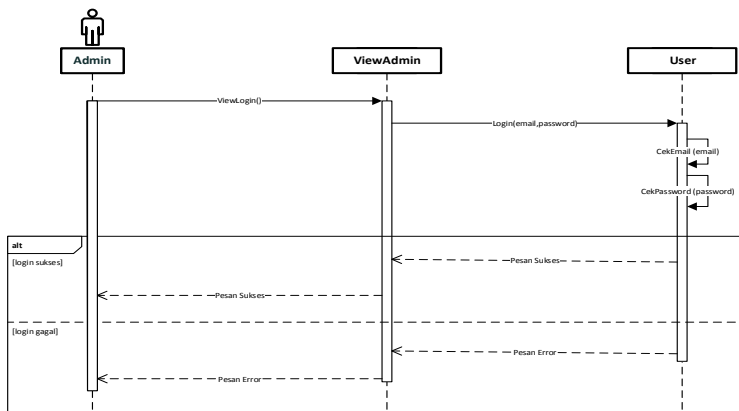 Admin
ViewAdmin
User
ViewLogin()
Login(email,password)
CekEmail (email)
CekPassword (password)
alt
[login sukses]
Pesan Sukses
Pesan Sukses
[login gagal]
Pesan Error
Pesan Error